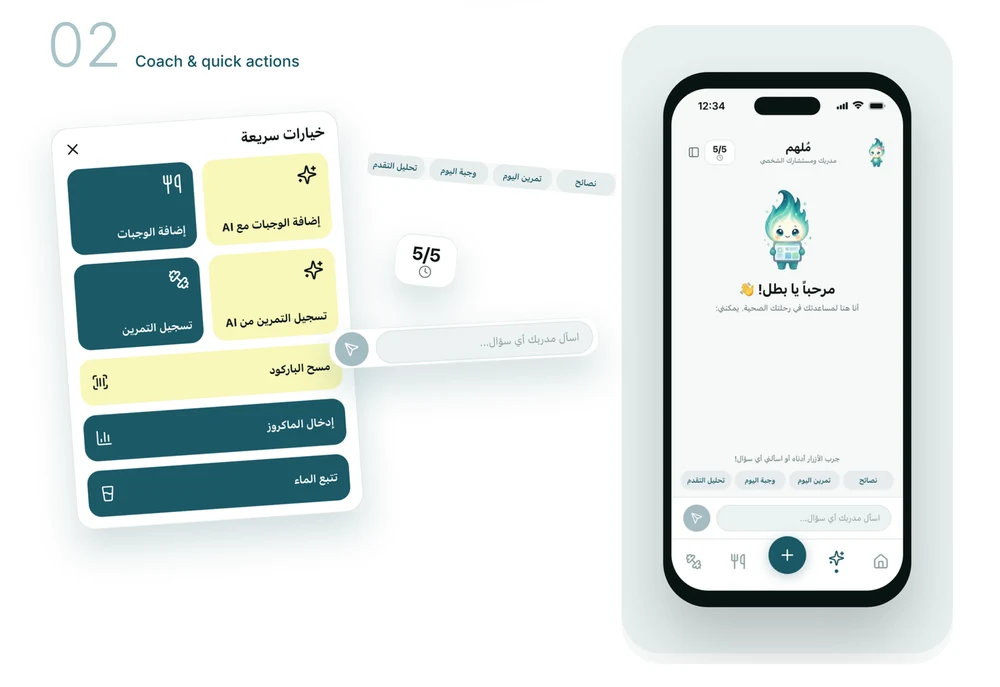 02
Coach & quick actions
خيارات سريعة
إضافة الوجبات مع AI
إضافة الوجبات
تسجيل التمرين من AI
تسجيل التمرين
مسح الباركود
إدخال الماكروز
تتبع الماء
نصائح
تمرين اليوم
وجبة اليوم
تحليل التقدم
5/5
اسأل مدربك أي سؤال...
12:34
مُلهم
مدربك ومستشارك الشخصي
5/5
مرحباً يا بطل! 👋
أنا هنا لمساعدتك في رحلتك الصحية. يمكنني:
جرب الأزرار أدناه أو اسألني أي سؤال!
نصائح
تمرين اليوم
وجبة اليوم
تحليل التقدم
اسأل مدربك أي سؤال...